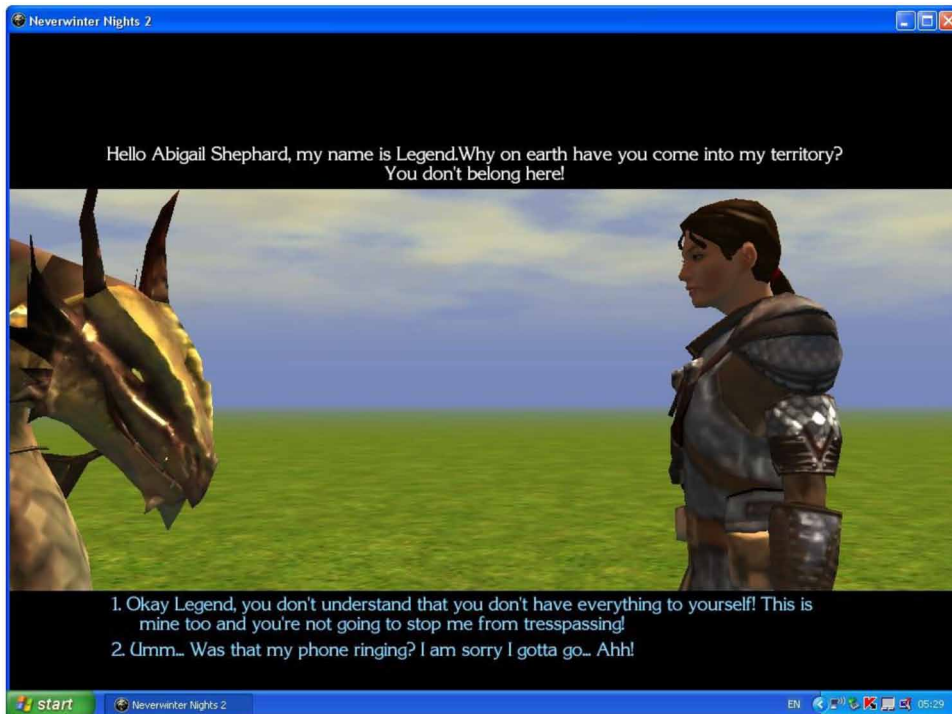 Neverwinter Nights 2
Hello Abigail Shephard, my name is Legend.Why on earth have you come into my territory?
You don't belong here!
1. Okay Legend, you don't understand that you don't have everything to yourself! This is
mine too and you're not going to stop me from tresspassing!
2. Umm... Was that my phone ringing? I am sorry I gotta go... Ahh!
start
Neverwinter Nights 2
EN
05:29